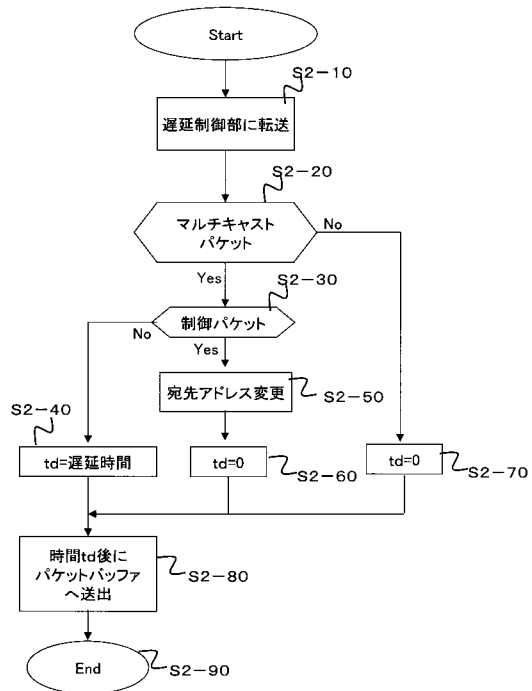 Start
S2-10
遅延制御部に転送
S2-20
マルチキャスト
パケット
No
Yes
S2-30
制御パケット
No
Yes
宛先アドレス変更
S2-50
S2-40
td=遅延時間
td=0
S2-60
td=0
S2-70
時間td後に
パケットバッファ
へ送出
S2-80
End
S2-90